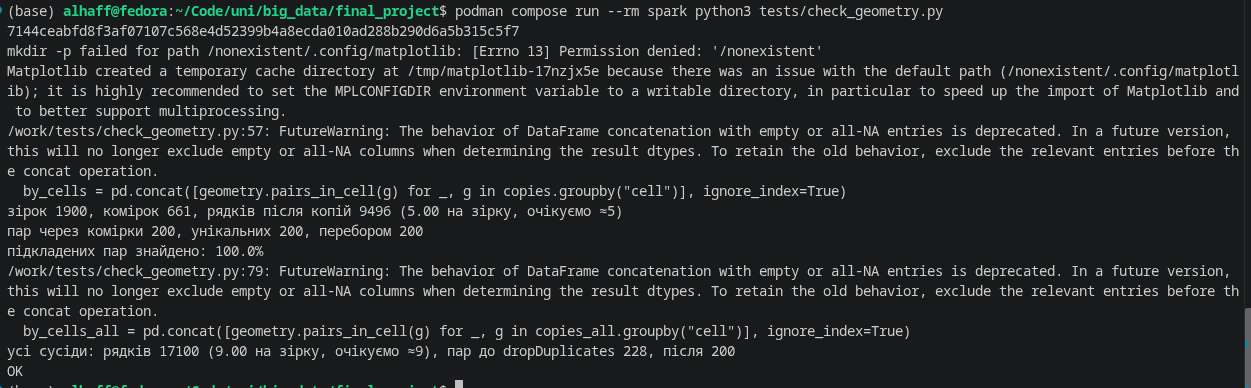 (base) alhaff@fedora:~/Code/uni/big_data/final_project$ podman compose run --rm spark python3 tests/check_geometry.py
7144ceabfd8f3af07107c568e4d52399b4a8ecda010ad288b290d6a5b315c5f7
mkdir -p failed for path /nonexistent/.config/matplotlib: [Errno 13] Permission denied: '/nonexistent'
Matplotlib created a temporary cache directory at /tmp/matplotlib-17nzjx5e because there was an issue with the default path (/nonexistent/.config/matplotl
ib); it is highly recommended to set the MPLCONFIGDIR environment variable to a writable directory, in particular to speed up the import of Matplotlib and
 to better support multiprocessing.
/work/tests/check_geometry.py:57: FutureWarning: The behavior of DataFrame concatenation with empty or all-NA entries is deprecated. In a future version,
this will no longer exclude empty or all-NA columns when determining the result dtypes. To retain the old behavior, exclude the relevant entries before th
e concat operation.
  by_cells = pd.concat([geometry.pairs_in_cell(g) for _, g in copies.groupby("cell")], ignore_index=True)
зірок 1900, комірок 661, рядків після копій 9496 (5.00 на зірку, очікуємо ≈5)
пар через комірки 200, унікальних 200, перебором 200
підкладених пар знайдено: 100.0%
/work/tests/check_geometry.py:79: FutureWarning: The behavior of DataFrame concatenation with empty or all-NA entries is deprecated. In a future version,
this will no longer exclude empty or all-NA columns when determining the result dtypes. To retain the old behavior, exclude the relevant entries before th
e concat operation.
  by_cells_all = pd.concat([geometry.pairs_in_cell(g) for _, g in copies_all.groupby("cell")], ignore_index=True)
усі сусіди: рядків 17100 (9.00 на зірку, очікуємо ≈9), пар до dropDuplicates 228, після 200
OK